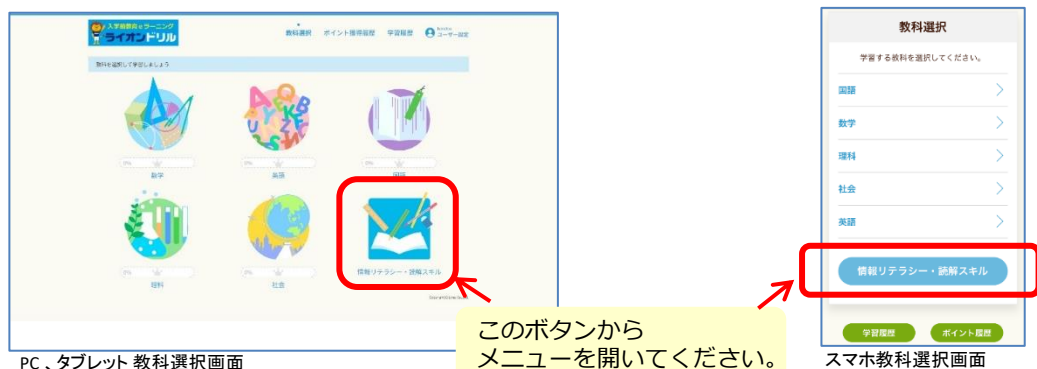 入学前教育eラーニング
ライオンドリル
教科選択 ポイント獲得履歴 学習履歴 ユーザー設定
教科を選択して学習しましょう
0% 0% 0%
数学 英語 国語
0% 0%
理科 社会 情報リテラシー・読解スキル
PC、タブレット 教科選択画面
このボタンから
メニューを開いてください。
教科選択
学習する教科を選択してください。
国語
数学
理科
社会
英語
情報リテラシー・読解スキル
学習履歴 ポイント履歴
スマホ教科選択画面